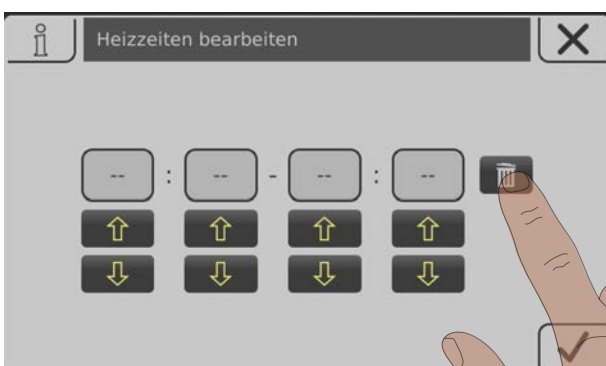 Heizzeiten bearbeiten
-- : -- - -- : --